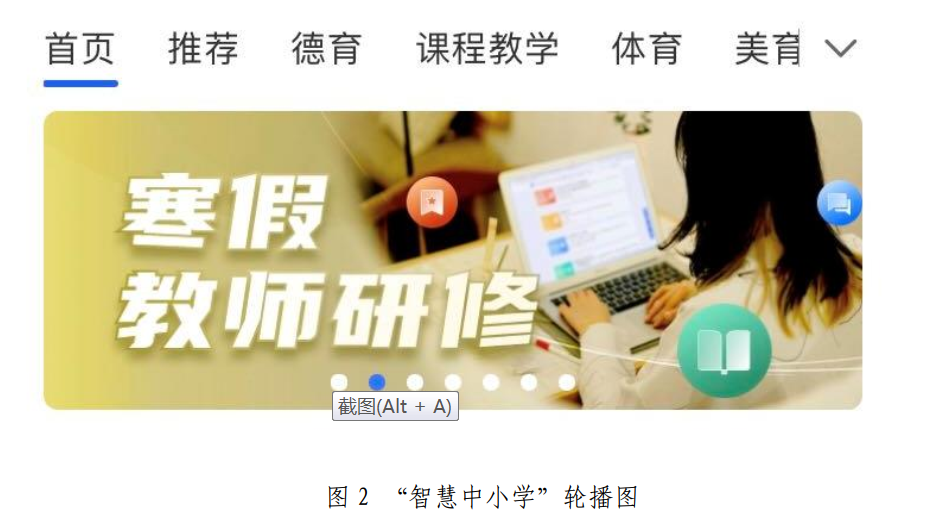 首页 推荐 德育 课程教学 体育 美育
寒假
教师研修
截图(Alt + A)
图 2 “智慧中小学”轮播图